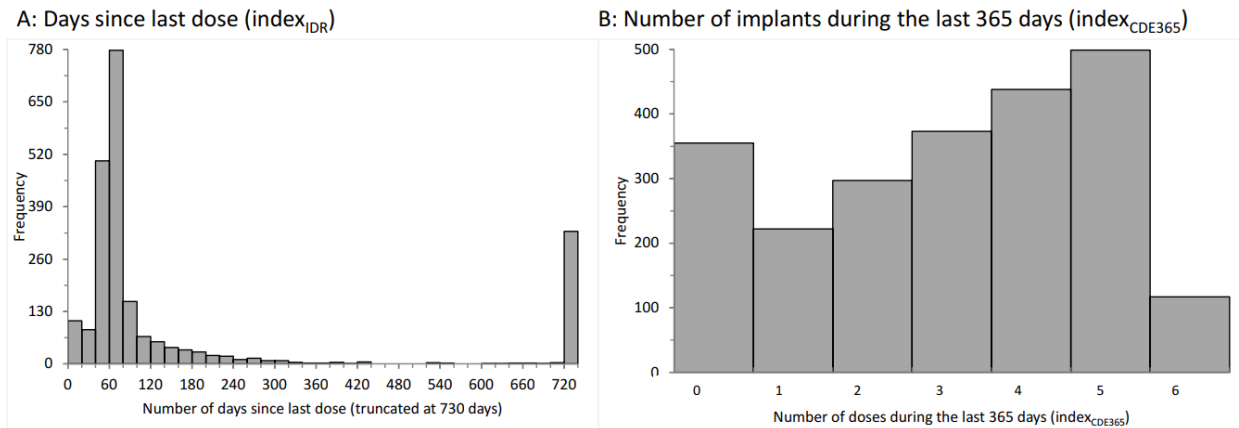 A: Days since last dose (indexIDR)
780
650
520
390
260
130
0
Frequency
0 60 120 180 240 300 360 420 480 540 600 660 720
Number of days since last dose (truncated at 730 days)
B: Number of implants during the last 365 days (indexCDE365)
500
400
300
200
100
0
Frequency
0 1 2 3 4 5 6
Number of doses during the last 365 days (indexCDE365)